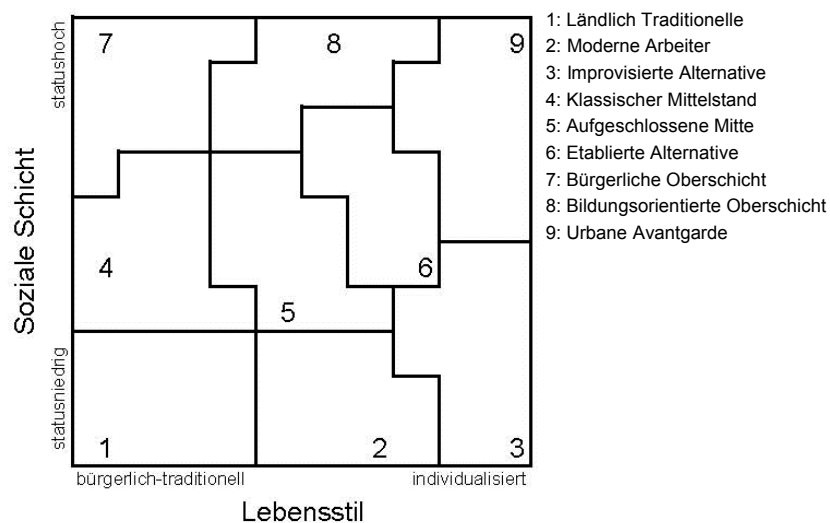 statushoch
Soziale Schicht
statusniedrig
7
8
9
4
6
5
1
2
3
bürgerlich-traditionell
individualisiert
Lebensstil
1: Ländlich Traditionelle
2: Moderne Arbeiter
3: Improvisierte Alternative
4: Klassischer Mittelstand
5: Aufgeschlossene Mitte
6: Etablierte Alternative
7: Bürgerliche Oberschicht
8: Bildungsorientierte Oberschicht
9: Urbane Avantgarde